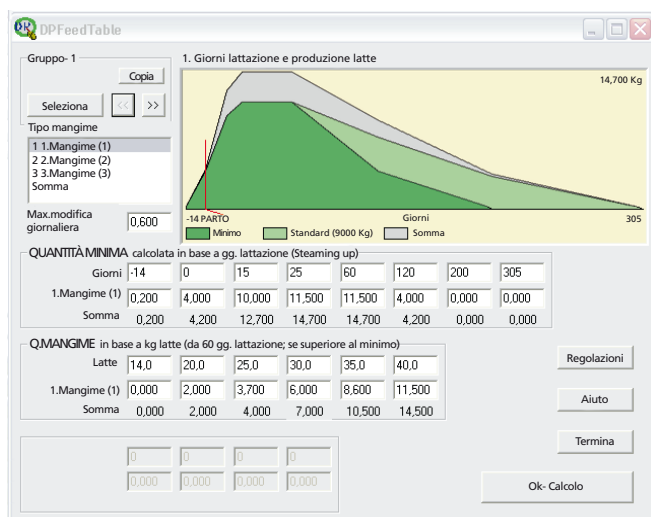 DPFeedTable
Gruppo- 1
Copia
Seleziona << >>
Tipo mangime
1 1.Mangime (1)
2 2.Mangime (2)
3 3.Mangime (3)
Somma
Max.modifica
giornaliera 0,600
1. Giorni lattazione e produzione latte
14,700 Kg
-14 PARTO Giorni 305
Minimo Standard (9000 Kg) Somma
QUANTITÀ MINIMA calcolata in base a gg. lattazione (Steaming up)
Giorni -14 0 15 25 60 120 200 305
1.Mangime (1) 0,200 4,000 10,000 11,500 11,500 4,000 0,000 0,000
Somma 0,200 4,200 12,700 14,700 14,700 4,200 0,000 0,000
Q.MANGIME in base a kg latte (da 60 gg. lattazione; se superiore al minimo)
Latte 14,0 20,0 25,0 30,0 35,0 40,0
1.Mangime (1) 0,000 2,000 3,700 6,000 8,600 11,500
Somma 0,000 2,000 4,000 7,000 10,500 14,500
0 0 0 0
0,000 0,000 0,000 0,000
Regolazioni
Aiuto
Termina
Ok- Calcolo